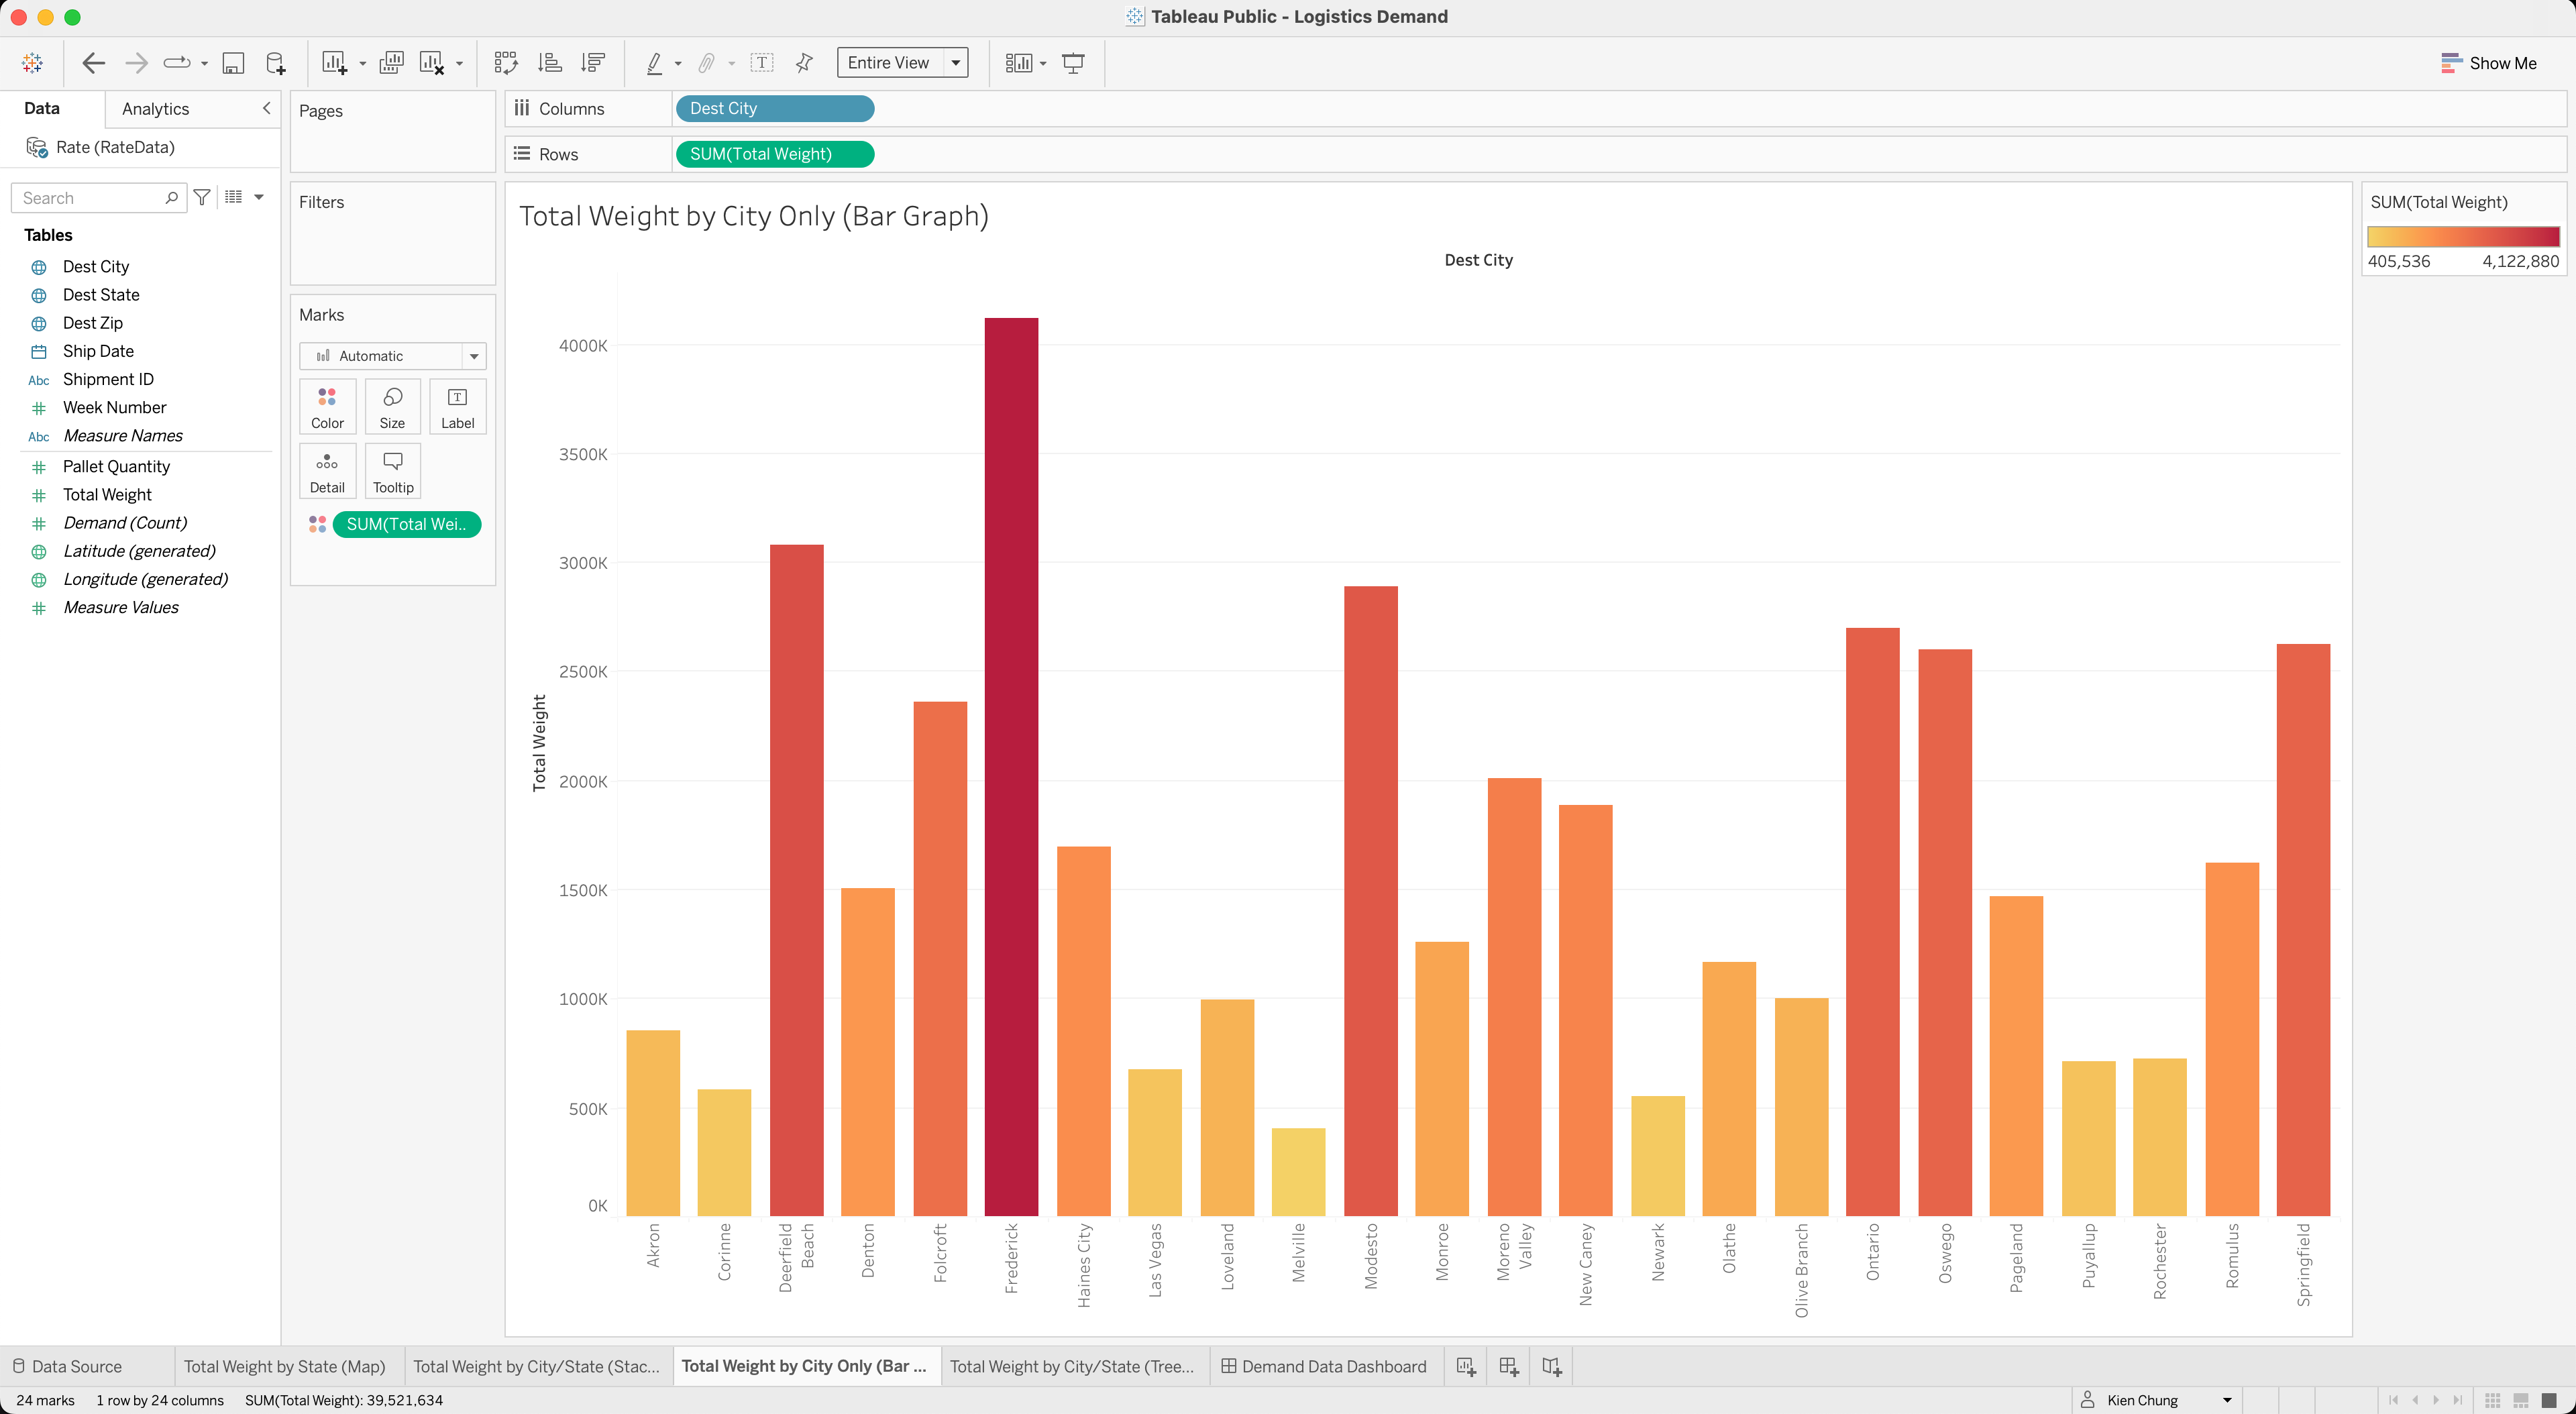 Tableau Public - Logistics Demand
Entire View
Show Me
Data
Analytics
Rate (RateData)
Search
Tables
Dest City
Dest State
Dest Zip
Ship Date
Abc Shipment ID
Week Number
Abc Measure Names
Pallet Quantity
Total Weight
Demand (Count)
Latitude (generated)
Longitude (generated)
Measure Values
Pages
Filters
Marks
Automatic
Color
Size
T
Label
Detail
Tooltip
SUM(Total Wei..
Columns
Dest City
Rows
SUM(Total Weight)
Total Weight by City Only (Bar Graph)
Dest City
Total Weight
4000K
3500K
3000K
2500K
2000K
1500K
1000K
500K
0K
Akron
Corinne
Deerfield
Beach
Denton
Folcroft
Frederick
Haines City
Las Vegas
Loveland
Melville
Modesto
Monroe
Moreno
Valley
New Caney
Newark
Olathe
Olive Branch
Ontario
Oswego
Pageland
Puyallup
Rochester
Romulus
Springfield
SUM(Total Weight)
405,536 4,122,880
Data Source
Total Weight by State (Map)
Total Weight by City/State (Stac...
Total Weight by City Only (Bar ...
Total Weight by City/State (Tree...
Demand Data Dashboard
24 marks 1 row by 24 columns SUM(Total Weight): 39,521,634
Kien Chung